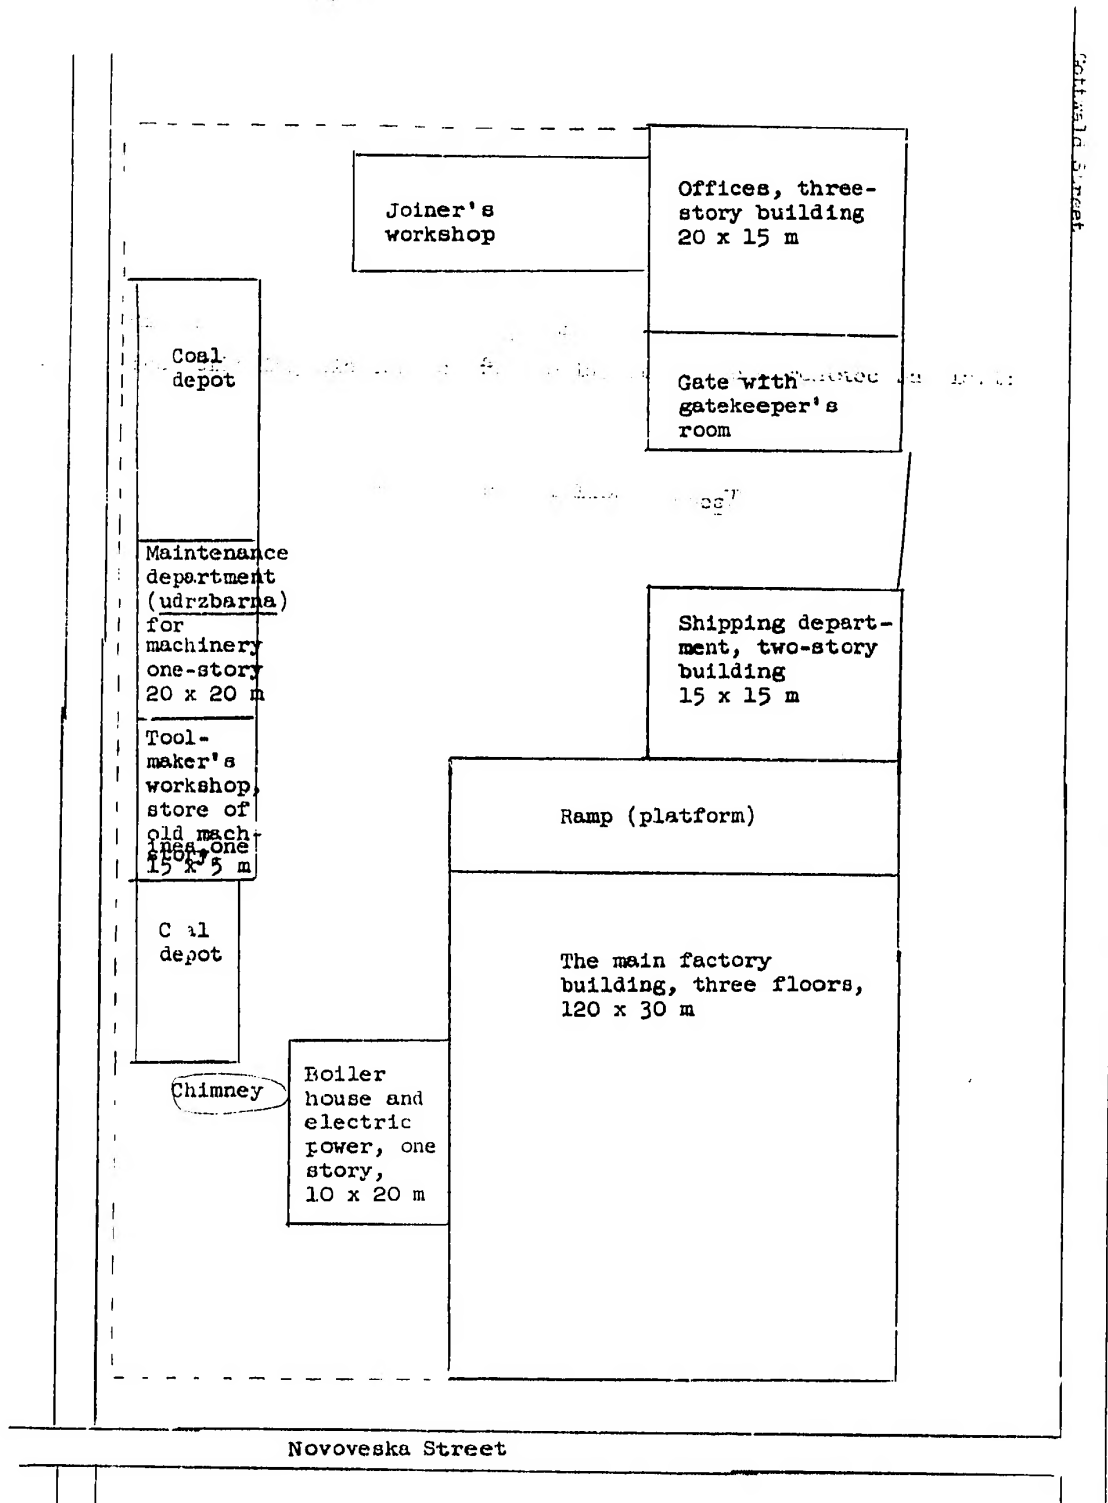 Gottwald Street
Joiner's
workshop
Offices, three-
story building
20 x 15 m
Coal
depot
Gate with
gatekeeper's
room
Maintenance
department
(udrzbarna)
for
machinery
one-story
20 x 20 m
Shipping depart-
ment, two-story
building
15 x 15 m
Tool-
maker's
workshop,
store of
old mach-
ines, one
story,
15 x 5 m
Ramp (platform)
C al
depot
The main factory
building, three floors,
120 x 30 m
Chimney
Boiler
house and
electric
power, one
story,
10 x 20 m
Novoveska Street